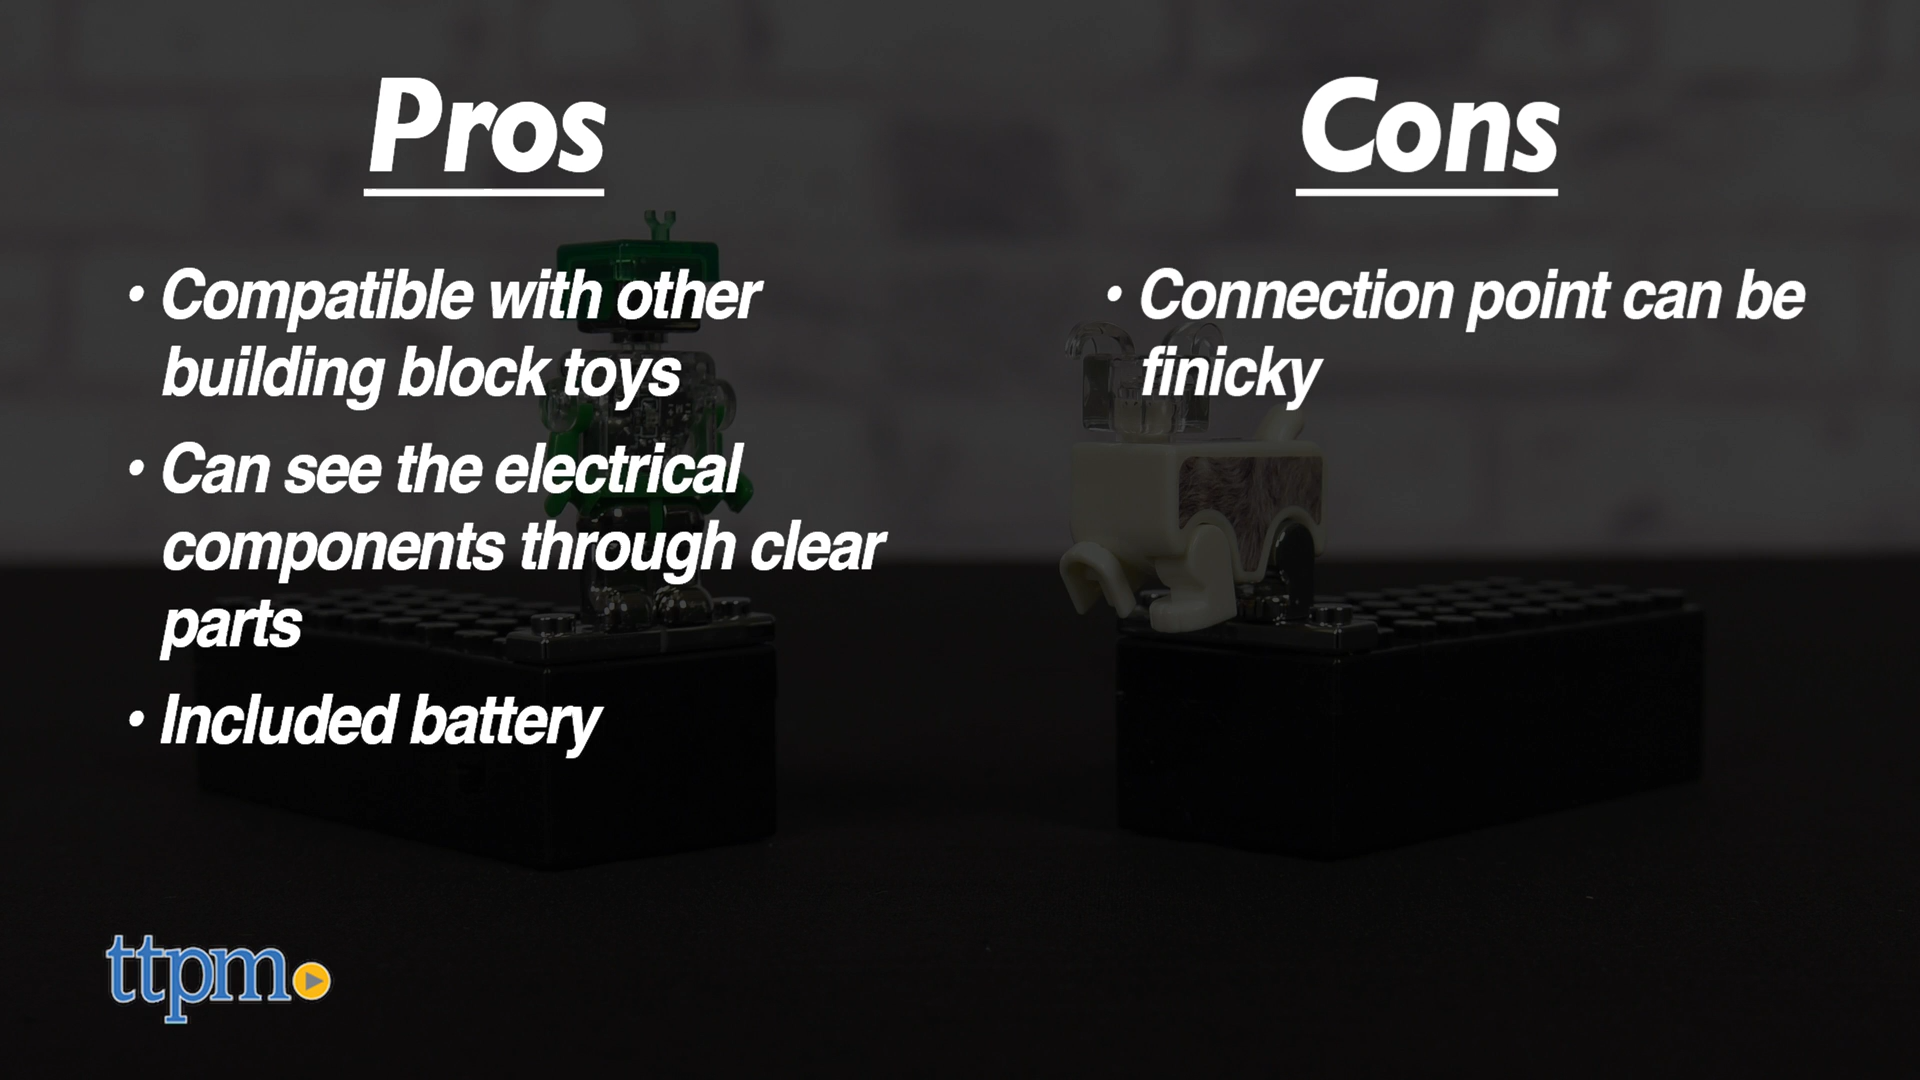 Pros
• Compatible with other
building block toys
• Can see the electrical
components through clear
parts
• Included battery
Cons
• Connection point can be
finicky
ttpm